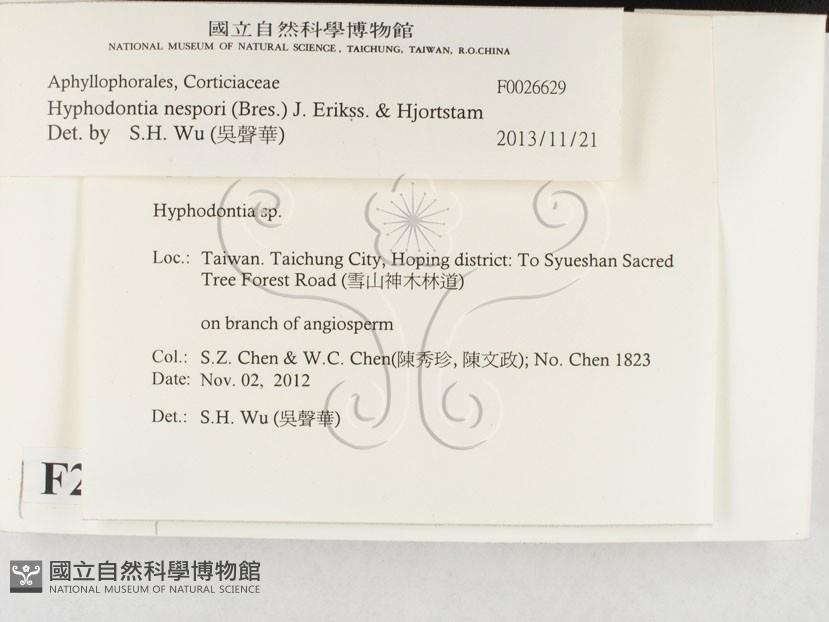 國立自然科學博物館
NATIONAL MUSEUM OF NATURAL SCIENCE, TAICHUNG, TAIWAN, R.O.CHINA
Aphyllophorales, Corticiaceae F0026629
Hyphodontia nespori (Bres.) J. Erikss. & Hjortstam
Det. by S.H. Wu (吳聲華) 2013/11/21
Hyphodontia sp.
Loc.: Taiwan. Taichung City, Hoping district: To Syueshan Sacred
Tree Forest Road (雪山神木林道)
on branch of angiosperm
Col.: S.Z. Chen & W.C. Chen(陳秀珍, 陳文政); No. Chen 1823
Date: Nov. 02, 2012
Det.: S.H. Wu (吳聲華)
F2
國立自然科學博物館
NATIONAL MUSEUM OF NATURAL SCIENCE